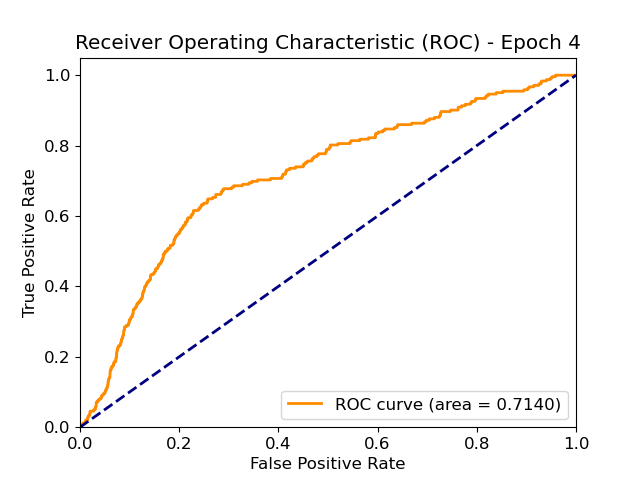 Receiver Operating Characteristic (ROC) - Epoch 4
True Positive Rate
1.0
0.8
0.6
0.4
0.2
0.0
ROC curve (area = 0.7140)
0.0 0.2 0.4 0.6 0.8 1.0
False Positive Rate